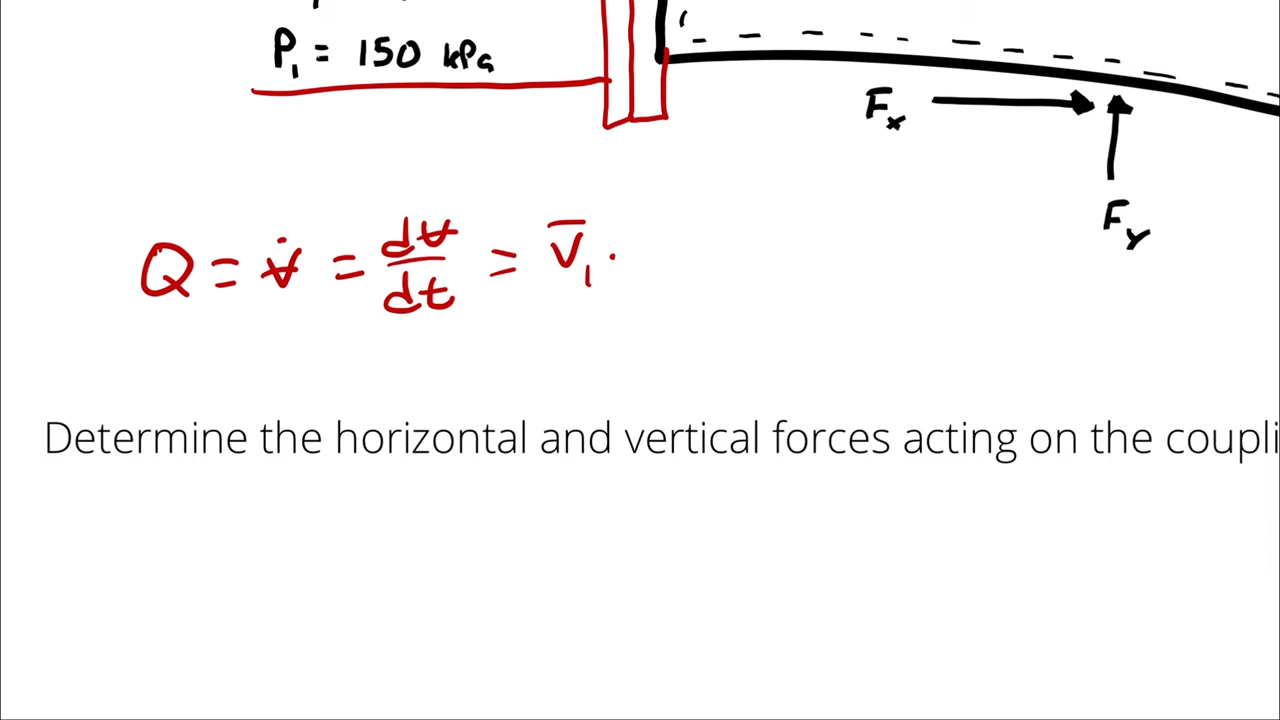 P₁ = 150 kPa
Fₓ
Fᵧ
Q = V̶̇ = dV̶/dt = V̄₁ ·
Determine the horizontal and vertical forces acting on the coupli